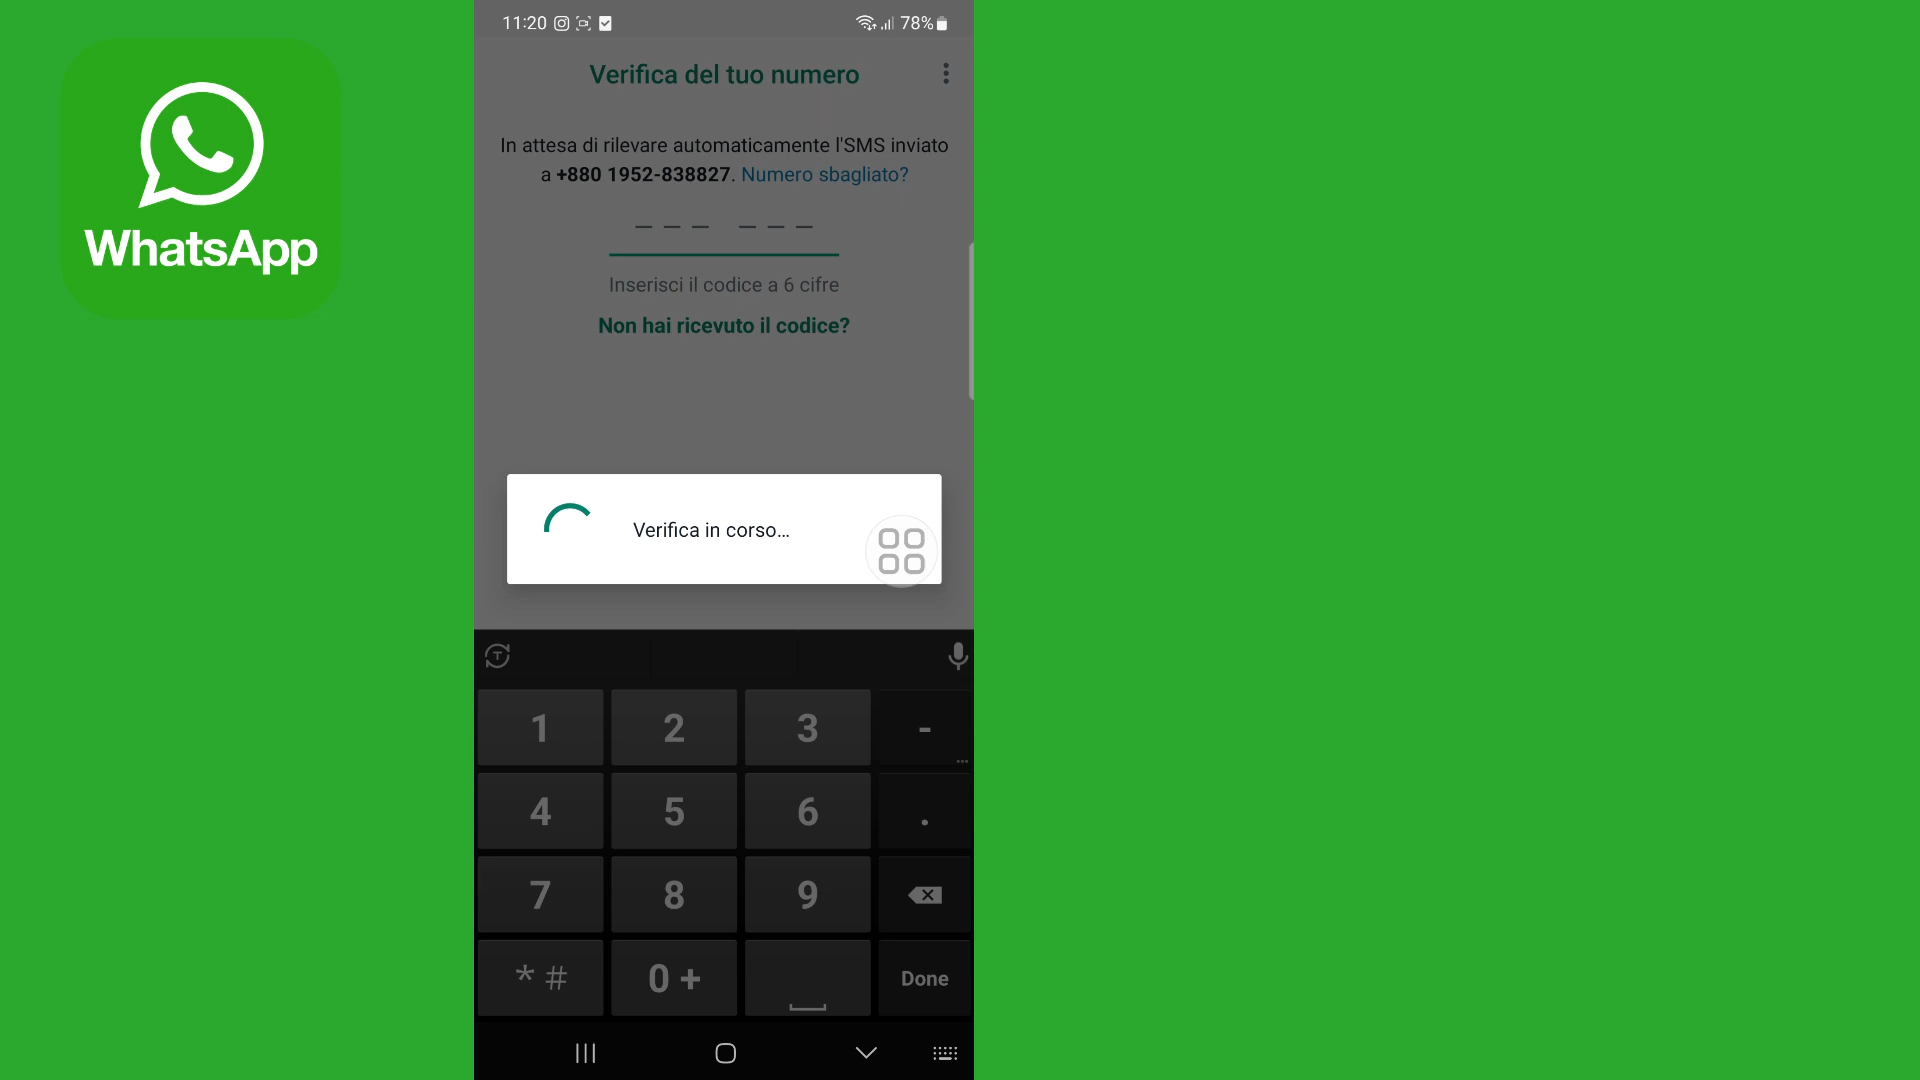 11:20
78%
WhatsApp
Verifica del tuo numero
In attesa di rilevare automaticamente l'SMS inviato
a +880 1952-838827. Numero sbagliato?
— — — — — —
Inserisci il codice a 6 cifre
Non hai ricevuto il codice?
Verifica in corso...
T
1 2 3 -
...
4 5 6 .
7 8 9
* # 0 + Done